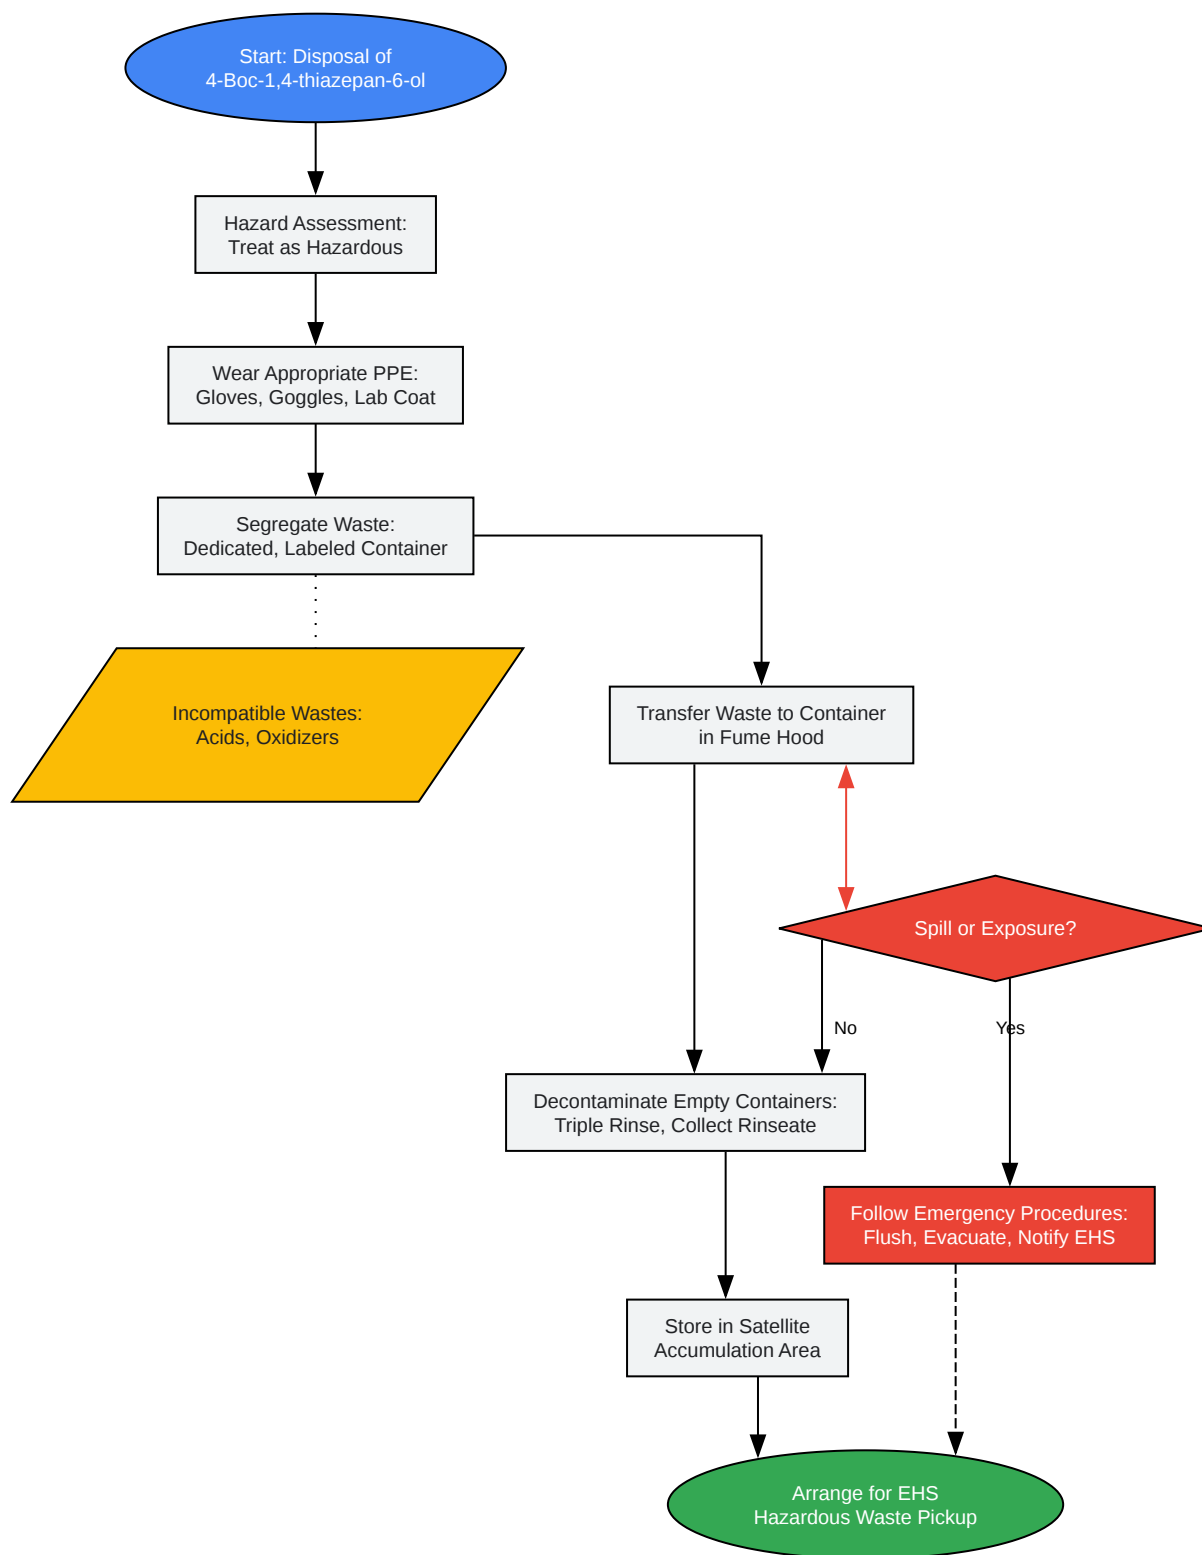 Start: Disposal of
4-Boc-1,4-thiazepan-6-ol
Hazard Assessment:
Treat as Hazardous
Wear Appropriate PPE:
Gloves, Goggles, Lab Coat
Segregate Waste:
Dedicated, Labeled Container
Incompatible Wastes:
Acids, Oxidizers
Transfer Waste to Container
in Fume Hood
Spill or Exposure?
No
Yes
Decontaminate Empty Containers:
Triple Rinse, Collect Rinseate
Follow Emergency Procedures:
Flush, Evacuate, Notify EHS
Store in Satellite
Accumulation Area
Arrange for EHS
Hazardous Waste Pickup